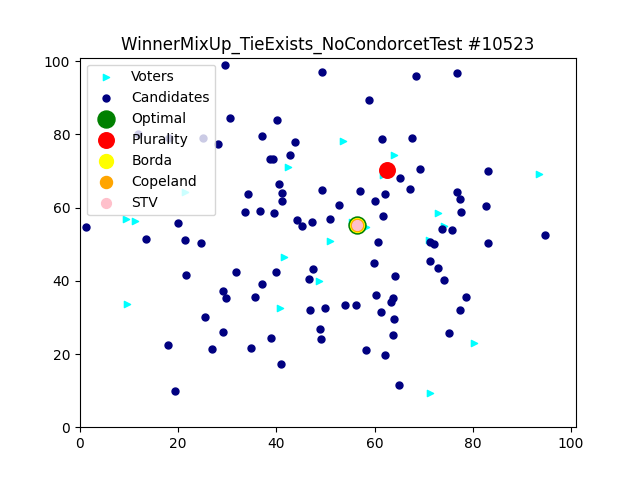 WinnerMixUp_TieExists_NoCondorcetTest #10523
100
80
60
40
20
0
Voters
Candidates
Optimal
Plurality
Borda
Copeland
STV
0
20
40
60
80
100